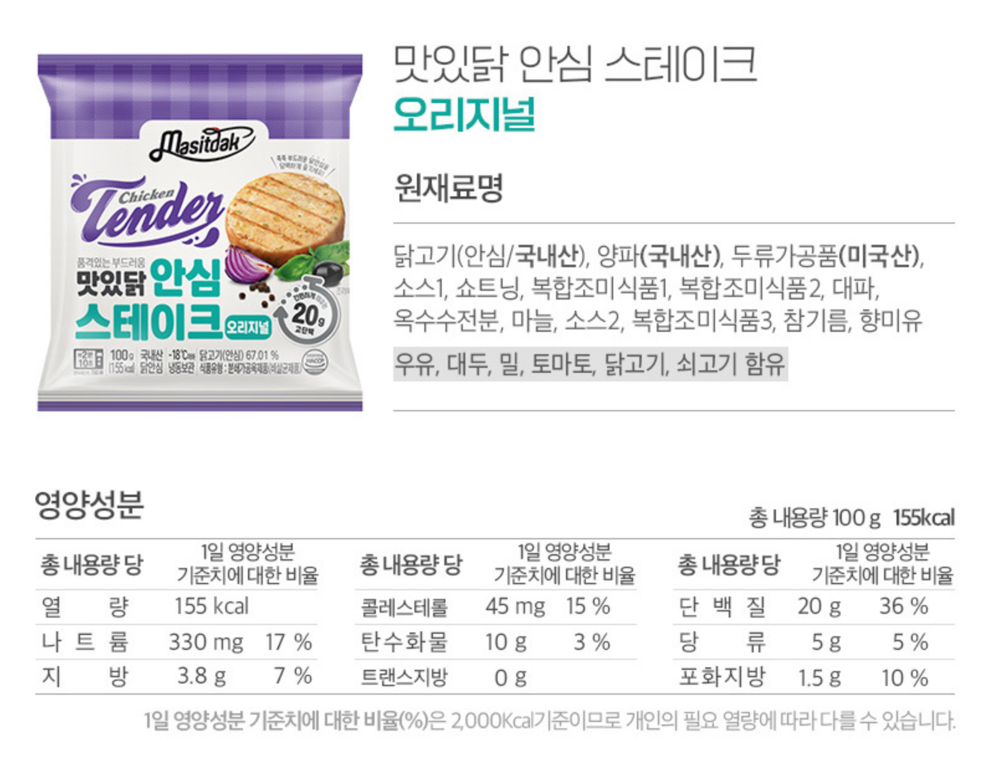 맛있닭 안심 스테이크
오리지널
Masitdak
Chicken
Tender
품격있는 부드러움
맛있닭 안심
스테이크 오리지널
20g
고단백
100g 국내산 -18℃ 닭고기(안심) 67.01 %
(155 kcal) 닭안심 냉동보관 식품유형 : 분쇄가공육제품(비살균제품)
HACCP
원재료명
닭고기(안심/국내산), 양파(국내산), 두류가공품(미국산),
소스1, 쇼트닝, 복합조미식품1, 복합조미식품2, 대파,
옥수수전분, 마늘, 소스2, 복합조미식품3, 참기름, 향미유
우유, 대두, 밀, 토마토, 닭고기, 쇠고기 함유
영양성분
총 내용량 100 g 155kcal
총 내용량 당 1일 영양성분 기준치에 대한 비율 총 내용량 당 1일 영양성분 기준치에 대한 비율 총 내용량 당 1일 영양성분 기준치에 대한 비율
열 량 155 kcal 콜레스테롤 45 mg 15 % 단 백 질 20 g 36 %
나 트 륨 330 mg 17 % 탄수화물 10 g 3 % 당 류 5 g 5 %
지 방 3.8 g 7 % 트랜스지방 0 g 포화지방 1.5 g 10 %
1일 영양성분 기준치에 대한 비율(%)은 2,000Kcal기준이므로 개인의 필요 열량에 따라 다를 수 있습니다.